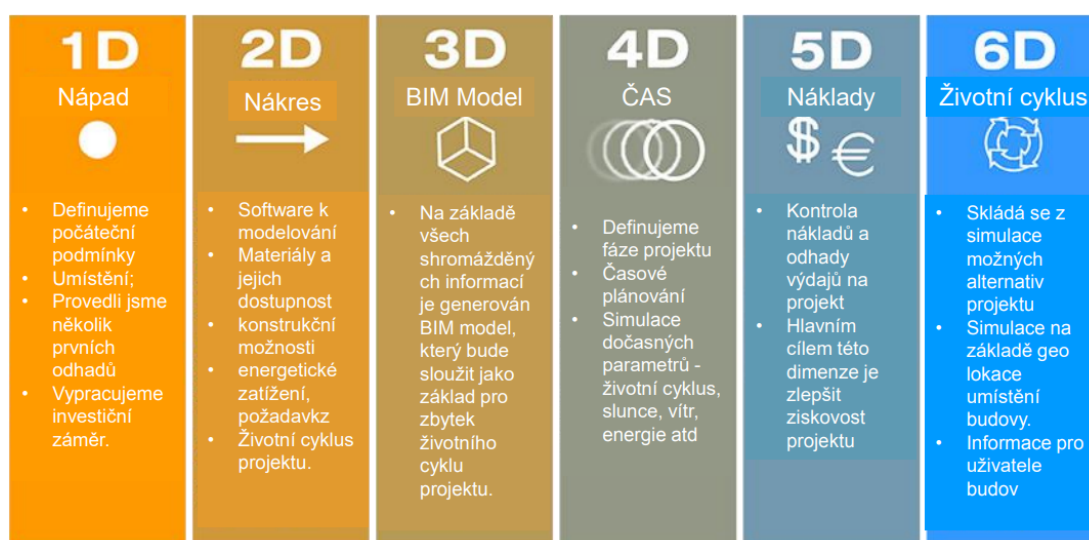 1D
Nápad
• Definujeme
počáteční
podmínky
• Umístění;
• Provedli jsme
několik
prvních
odhadů
• Vypracujeme
investiční
záměr.
2D
Nákres
• Software k
modelování
• Materiály a
jejich
dostupnost
• konstrukční
možnosti
• energetické
zatížení,
požadavkz
• Životní cyklus
projektu.
3D
BIM Model
• Na základě
všech
shromážděný
ch informací
je generován
BIM model,
který bude
sloužit jako
základ pro
zbytek
životního
cyklu
projektu.
4D
ČAS
• Definujeme
fáze projektu
• Časové
plánování
• Simulace
dočasných
parametrů -
životní cyklus,
slunce, vítr,
energie atd
5D
Náklady
$ €
• Kontrola
nákladů a
odhady
výdajů na
projekt
• Hlavním
cílem této
dimenze je
zlepšit
ziskovost
projektu
6D
Životní cyklus
• Skládá se z
simulace
možných
alternativ
projektu
• Simulace na
základě geo
lokace
umístění
budovy.
• Informace pro
uživatele
budov